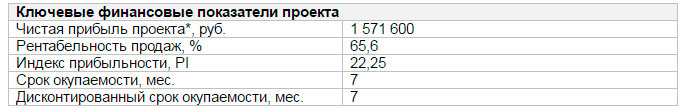 Ключевые финансовые показатели проекта
Чистая прибыль проекта*, руб. 1 571 600
Рентабельность продаж, % 65,6
Индекс прибыльности, PI 22,25
Срок окупаемости, мес. 7
Дисконтированный срок окупаемости, мес. 7